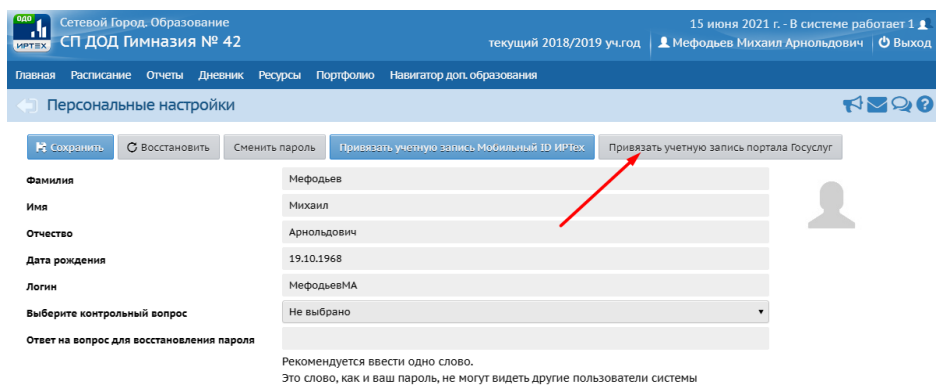 ОДО
ИРТЕХ
Сетевой Город. Образование
15 июня 2021 г. - В системе работает 1
СП ДОД Гимназия № 42
текущий 2018/2019 уч.год
Мефодьев Михаил Арнольдович
Выход
Главная Расписание Отчеты Дневник Ресурсы Портфолио Навигатор доп. образования
Персональные настройки
Сохранить Восстановить Сменить пароль Привязать учетную запись Мобильный ID ИРТех Привязать учетную запись портала Госуслуг
Фамилия Мефодьев
Имя Михаил
Отчество Арнольдович
Дата рождения 19.10.1968
Логин МефодьевМА
Выберите контрольный вопрос Не выбрано
Ответ на вопрос для восстановления пароля
Рекомендуется ввести одно слово.
Это слово, как и ваш пароль, не могут видеть другие пользователи системы